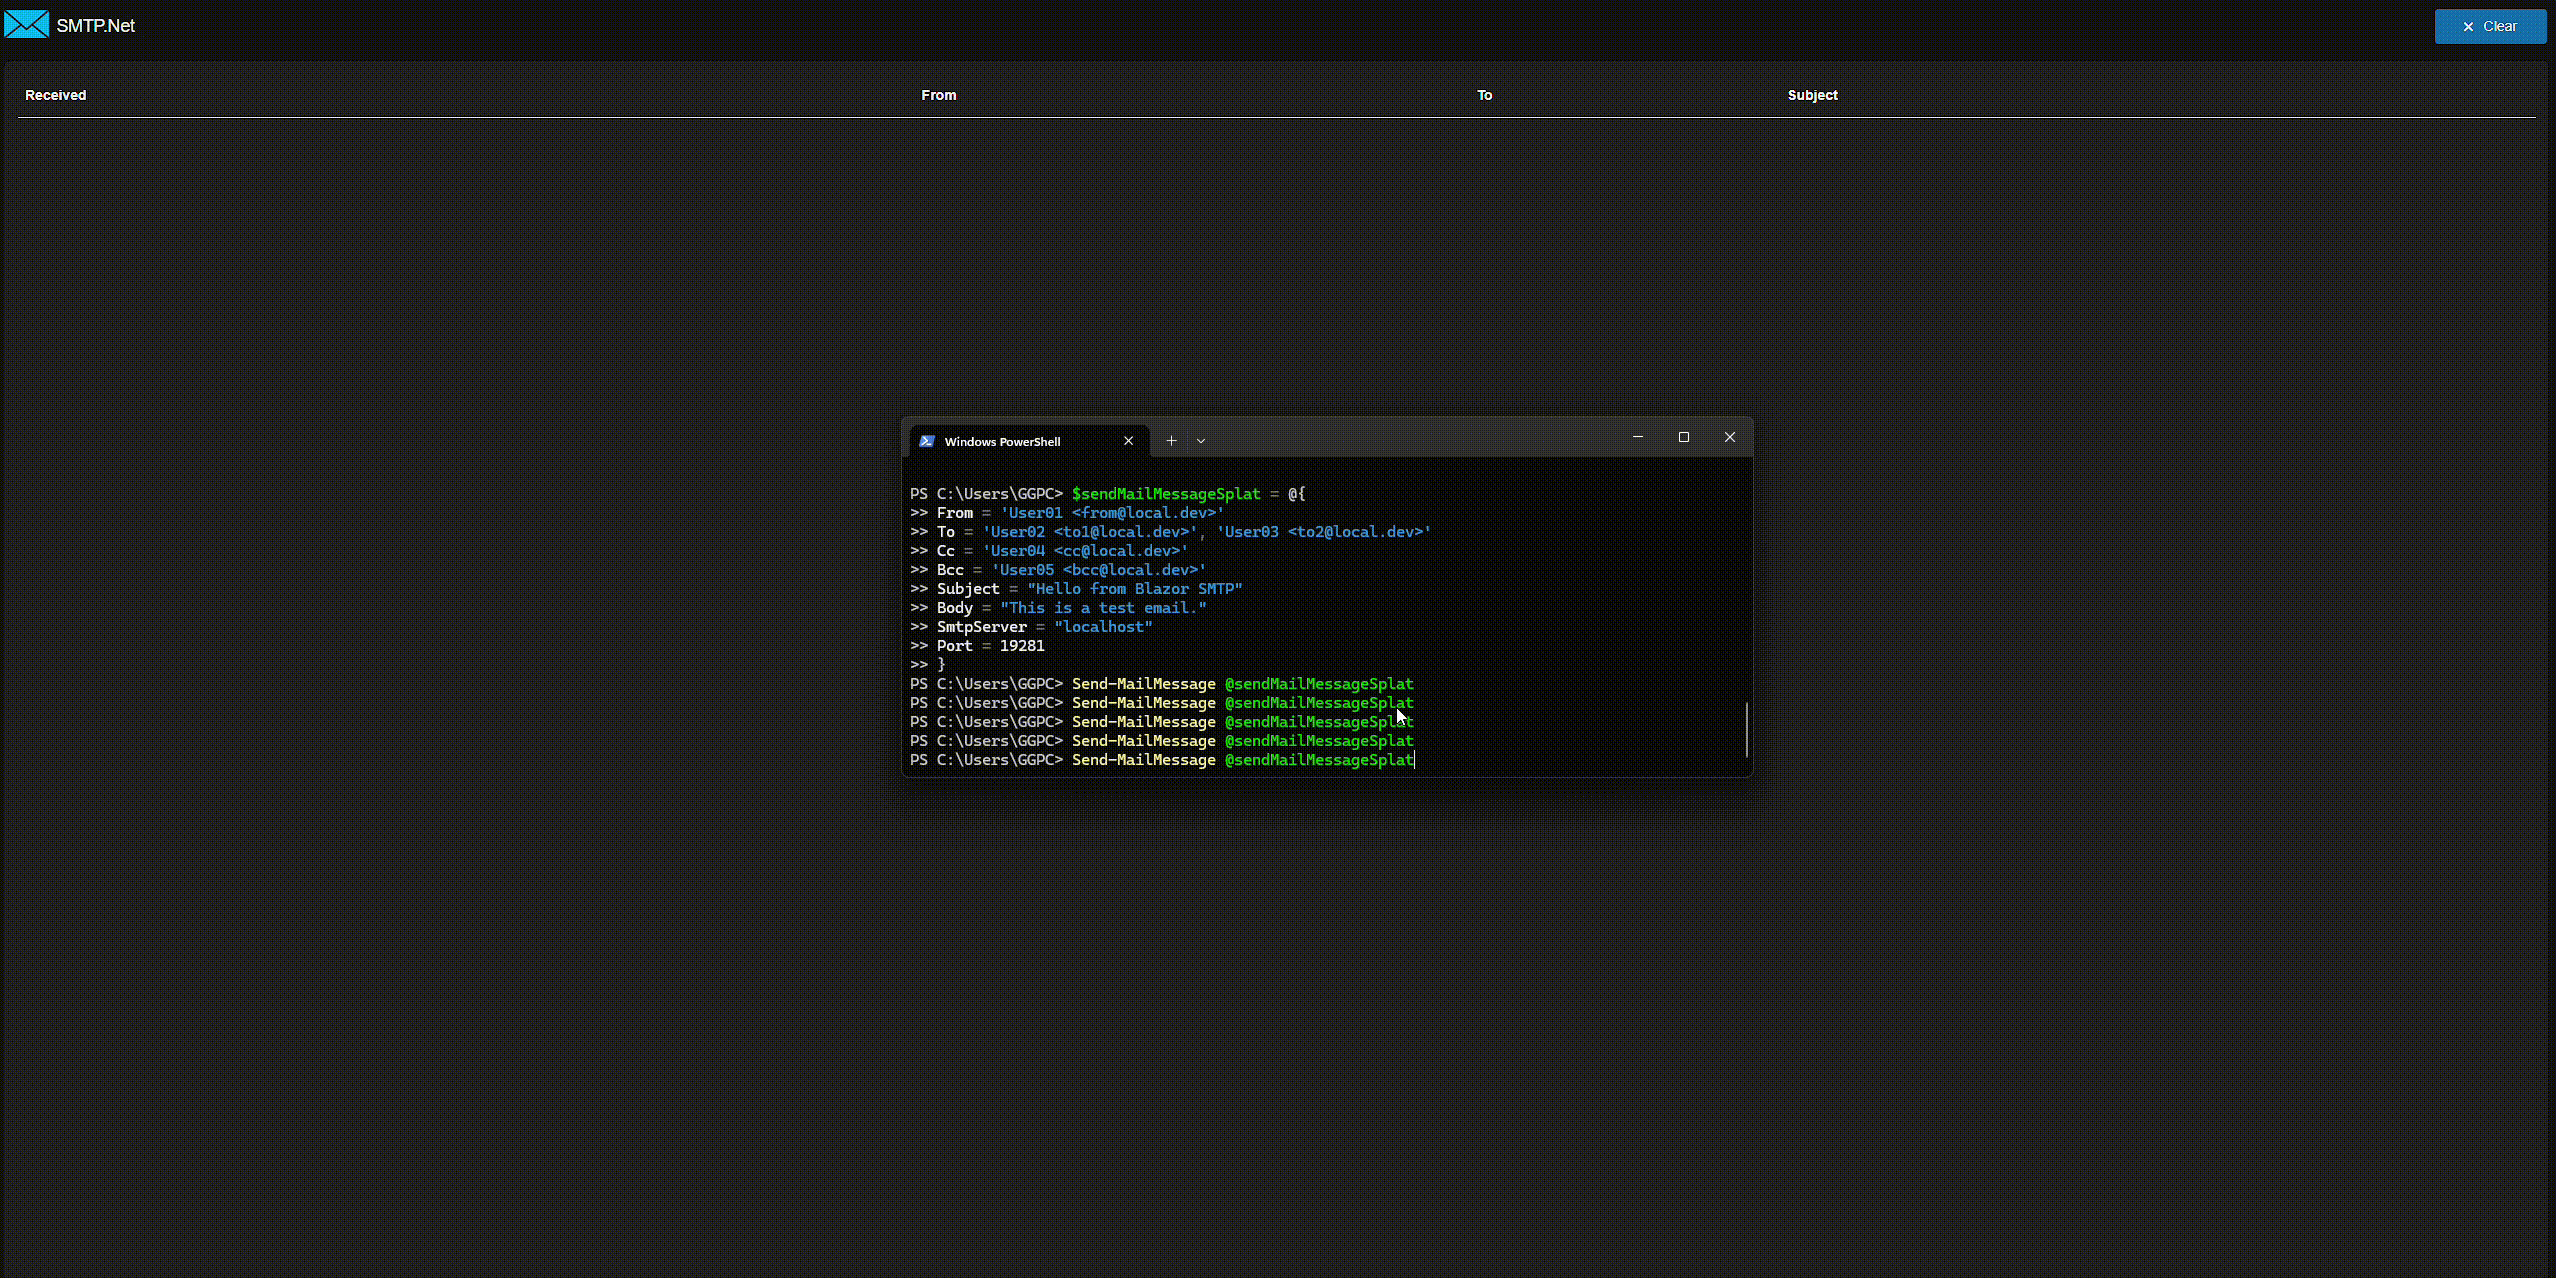 SMTP.Net
Clear
Received From To Subject
Windows PowerShell
PS C:\Users\GGPC> $sendMailMessageSplat = @{
>> From = 'User01 <from@local.dev>'
>> To = 'User02 <to1@local.dev>', 'User03 <to2@local.dev>'
>> Cc = 'User04 <cc@local.dev>'
>> Bcc = 'User05 <bcc@local.dev>'
>> Subject = "Hello from Blazor SMTP"
>> Body = "This is a test email."
>> SmtpServer = "localhost"
>> Port = 19281
>> }
PS C:\Users\GGPC> Send-MailMessage @sendMailMessageSplat
PS C:\Users\GGPC> Send-MailMessage @sendMailMessageSplat
PS C:\Users\GGPC> Send-MailMessage @sendMailMessageSplat
PS C:\Users\GGPC> Send-MailMessage @sendMailMessageSplat
PS C:\Users\GGPC> Send-MailMessage @sendMailMessageSplat